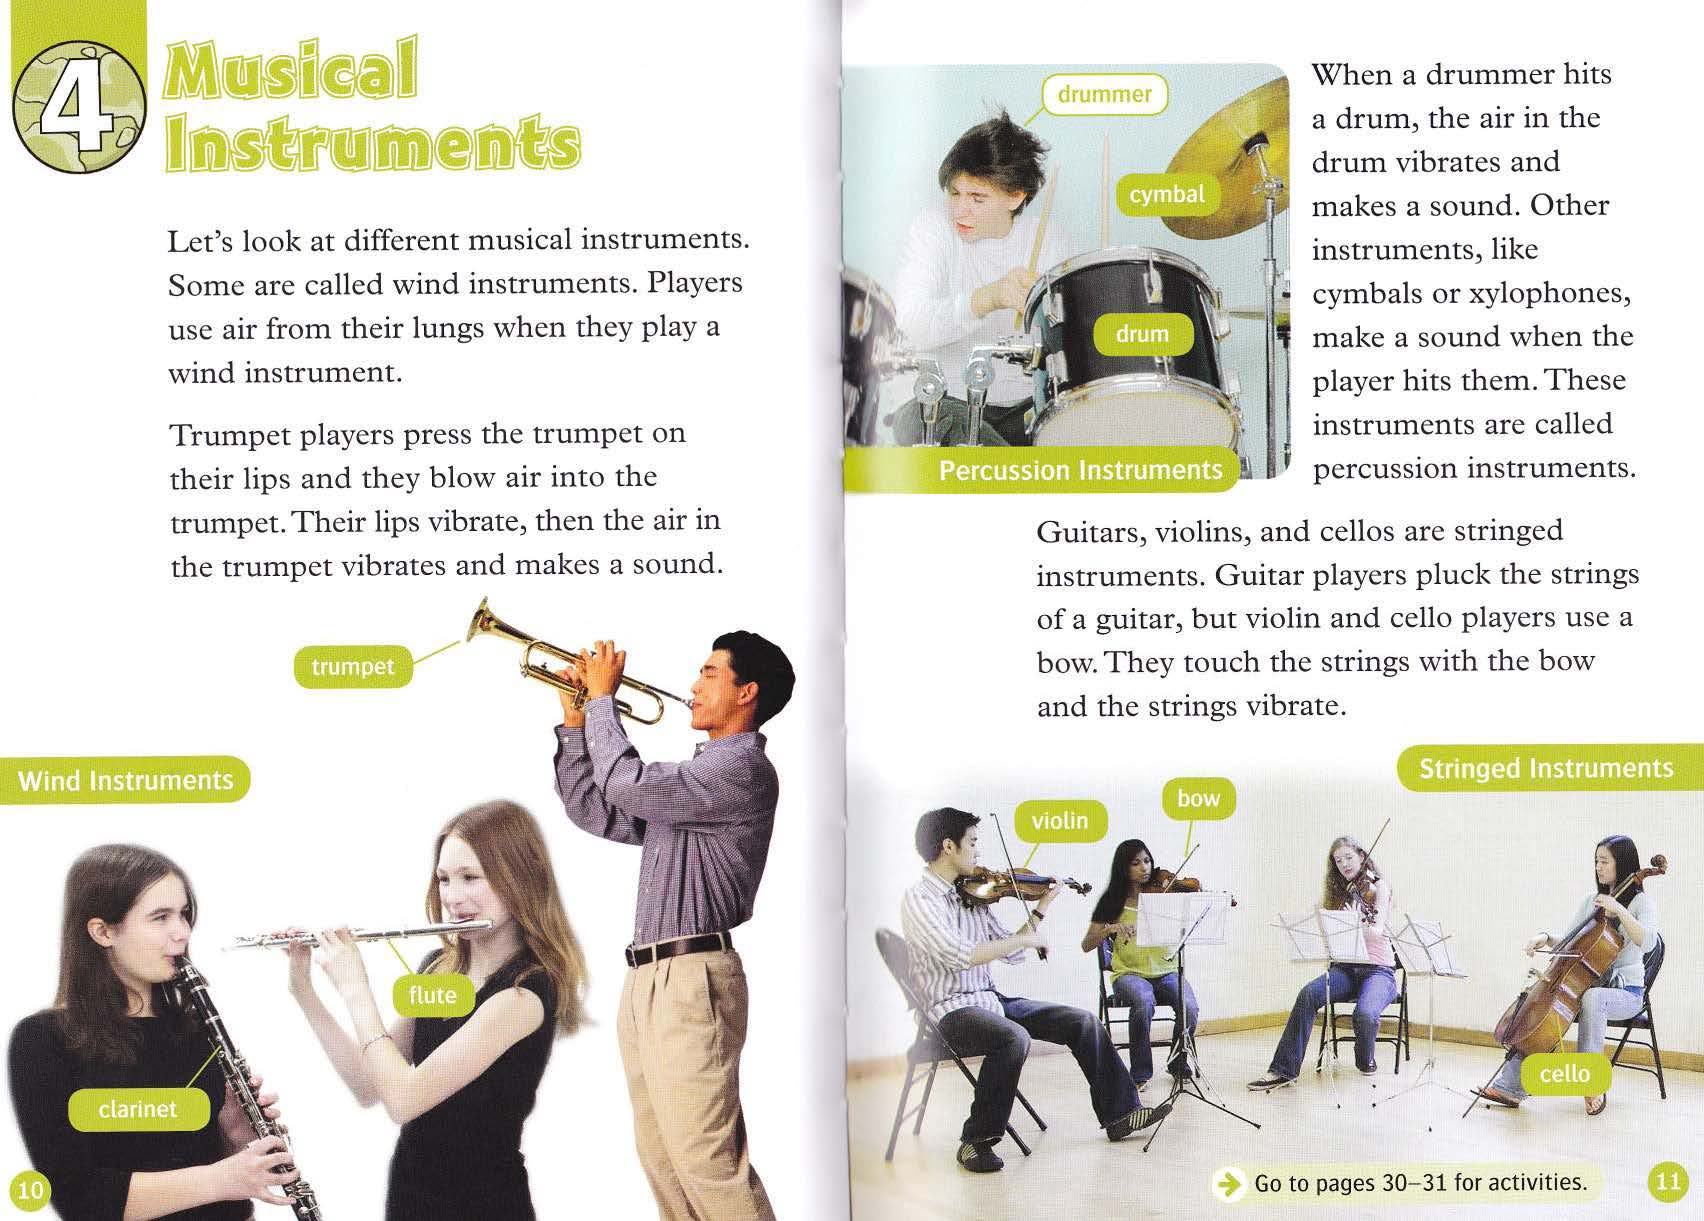 4
Musical
Instruments
Let's look at different musical instruments.
Some are called wind instruments. Players
use air from their lungs when they play a
wind instrument.
Trumpet players press the trumpet on
their lips and they blow air into the
trumpet. Their lips vibrate, then the air in
the trumpet vibrates and makes a sound.
trumpet
Wind Instruments
flute
clarinet
10
drummer
cymbal
drum
Percussion Instruments
When a drummer hits
a drum, the air in the
drum vibrates and
makes a sound. Other
instruments, like
cymbals or xylophones,
make a sound when the
player hits them. These
instruments are called
percussion instruments.
Guitars, violins, and cellos are stringed
instruments. Guitar players pluck the strings
of a guitar, but violin and cello players use a
bow. They touch the strings with the bow
and the strings vibrate.
Stringed Instruments
violin
bow
cello
Go to pages 30–31 for activities.
11